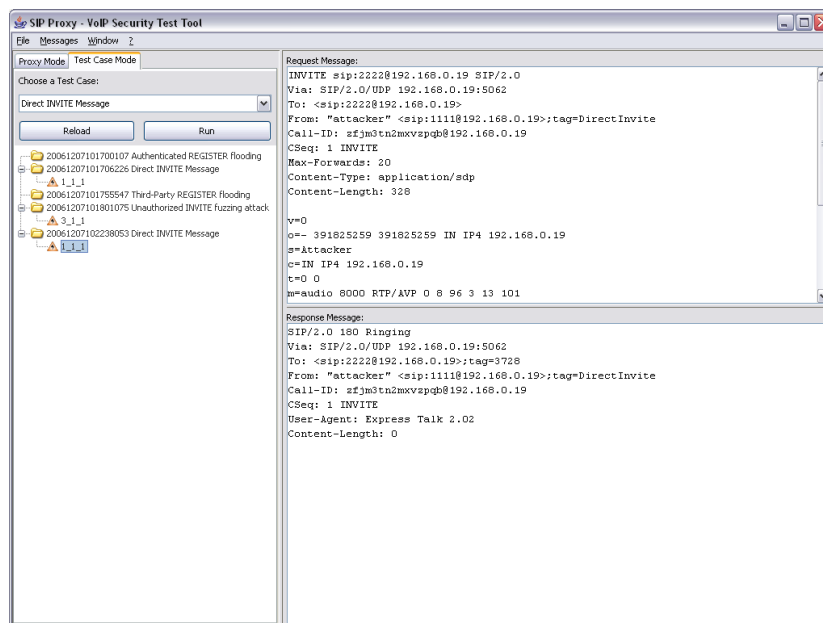 SIP Proxy - VoIP Security Test Tool
File Messages Window ?
Proxy Mode Test Case Mode
Choose a Test Case:
Direct INVITE Message
Reload Run
20061207101700107 Authenticated REGISTER flooding
20061207101706226 Direct INVITE Message
1_1_1
20061207101755547 Third-Party REGISTER flooding
20061207101801075 Unauthorized INVITE fuzzing attack
3_1_1
20061207102238053 Direct INVITE Message
1_1_1
Request Message:
INVITE sip:2222@192.168.0.19 SIP/2.0
Via: SIP/2.0/UDP 192.168.0.19:5062
To: <sip:2222@192.168.0.19>
From: "attacker" <sip:1111@192.168.0.19>;tag=DirectInvite
Call-ID: zfjm3tn2mxvzpqb@192.168.0.19
CSeq: 1 INVITE
Max-Forwards: 20
Content-Type: application/sdp
Content-Length: 328
v=0
o=- 391825259 391825259 IN IP4 192.168.0.19
s=Attacker
c=IN IP4 192.168.0.19
t=0 0
m=audio 8000 RTP/AVP 0 8 96 3 13 101
Response Message:
SIP/2.0 180 Ringing
Via: SIP/2.0/UDP 192.168.0.19:5062
To: <sip:2222@192.168.0.19>;tag=3728
From: "attacker" <sip:1111@192.168.0.19>;tag=DirectInvite
Call-ID: zfjm3tn2mxvzpqb@192.168.0.19
CSeq: 1 INVITE
User-Agent: Express Talk 2.02
Content-Length: 0